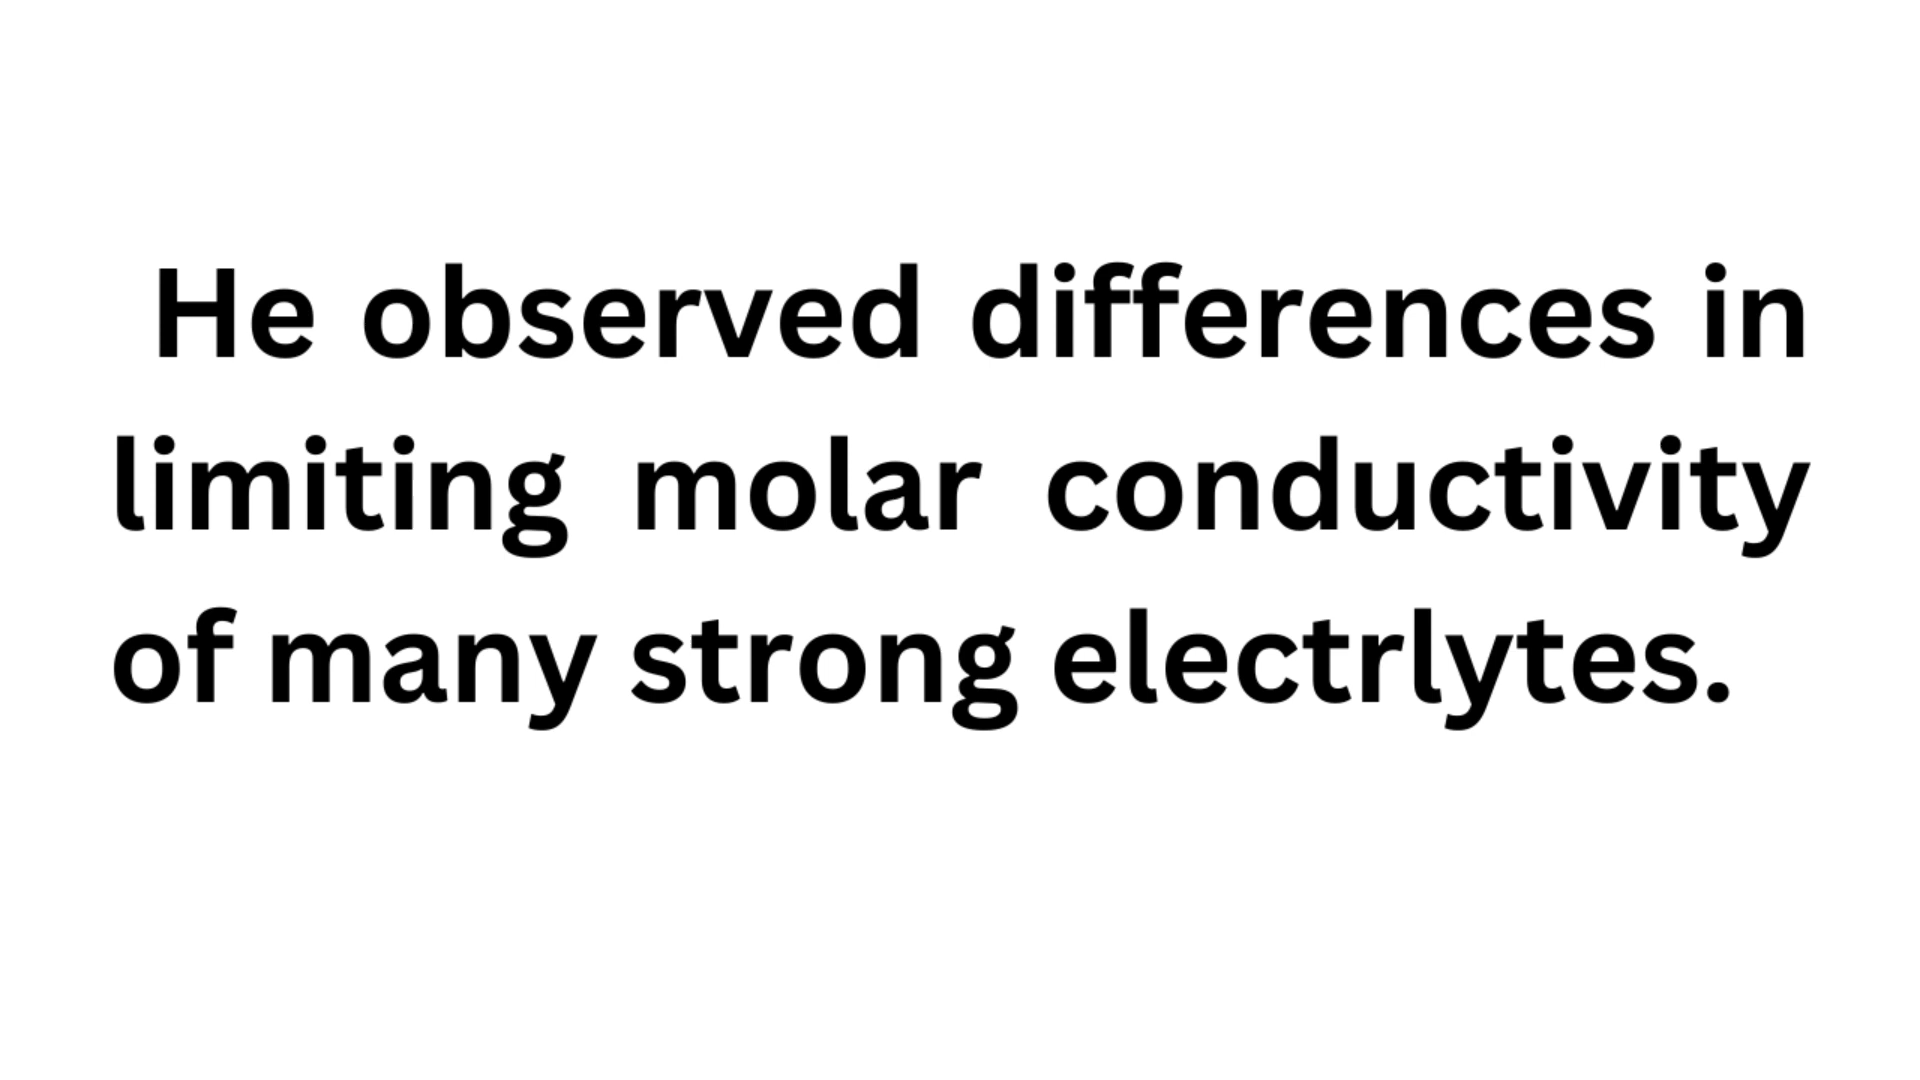 He observed differences in
limiting molar conductivity
of many strong electrlytes.